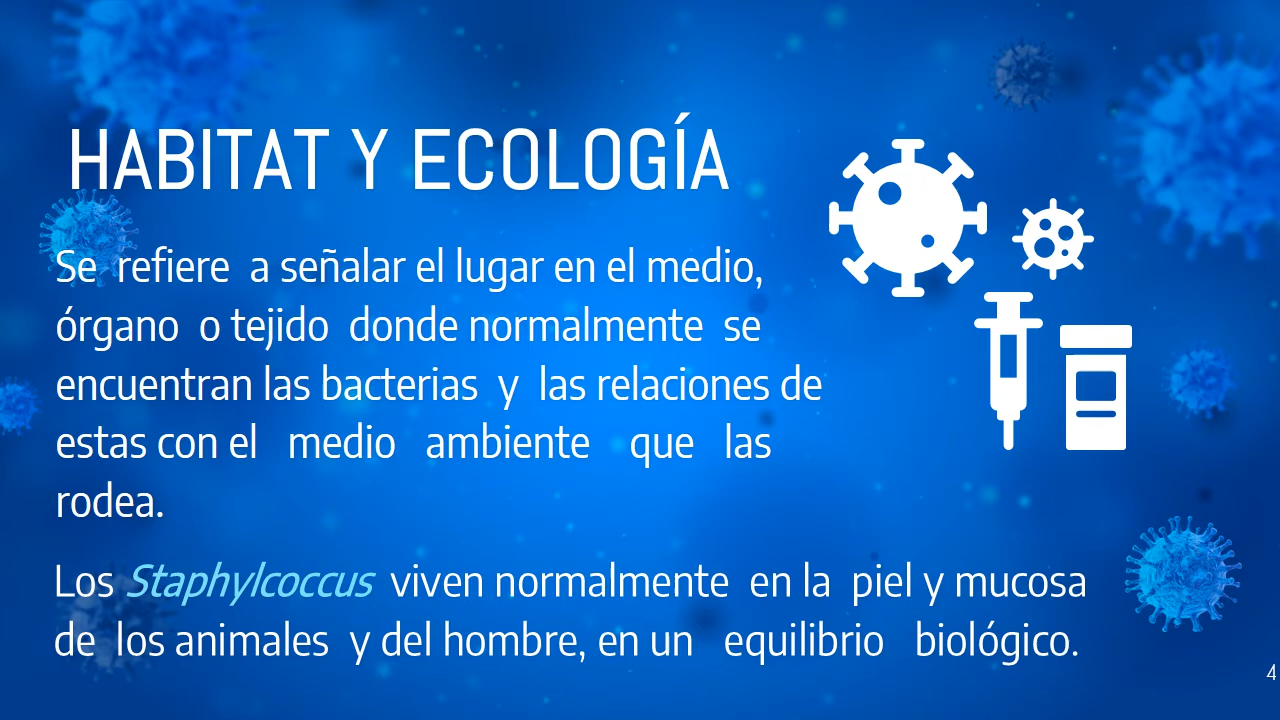 HABITAT Y ECOLOGÍA
Se refiere a señalar el lugar en el medio,
órgano o tejido donde normalmente se
encuentran las bacterias y las relaciones de
estas con el medio ambiente que las
rodea.
Los Staphylcoccus viven normalmente en la piel y mucosa
de los animales y del hombre, en un equilibrio biológico.
4